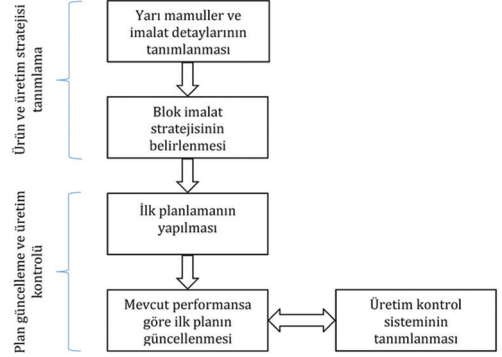 Ürün ve üretim stratejisi
tanımlama
Yarı mamuller ve
imalat detaylarının
tanımlanması
Blok imalat
stratejisinin
belirlenmesi
Plan güncelleme ve üretim
kontrolü
İlk planlamanın
yapılması
Mevcut performansa
göre ilk planın
güncellenmesi
Üretim kontrol
sisteminin
tanımlanması